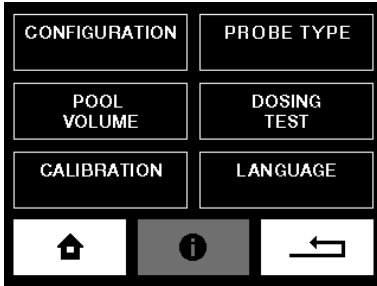 CONFIGURATION
PROBE TYPE
POOL
VOLUME
DOSING
TEST
CALIBRATION
LANGUAGE